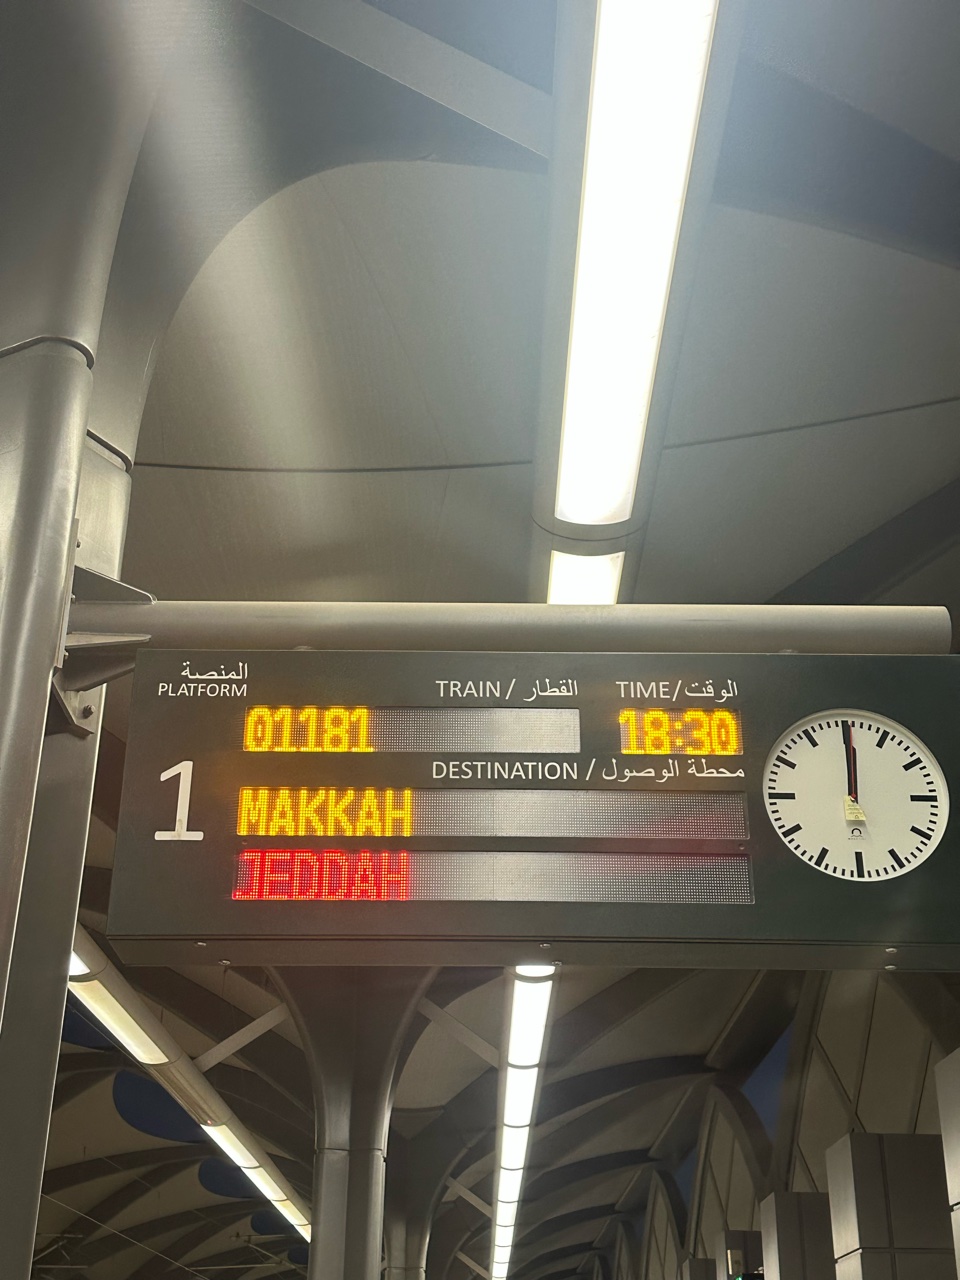 المنصة
PLATFORM
1
TRAIN / القطار
01181
TIME/الوقت
18:30
DESTINATION / محطة الوصول
MAKKAH
JEDDAH